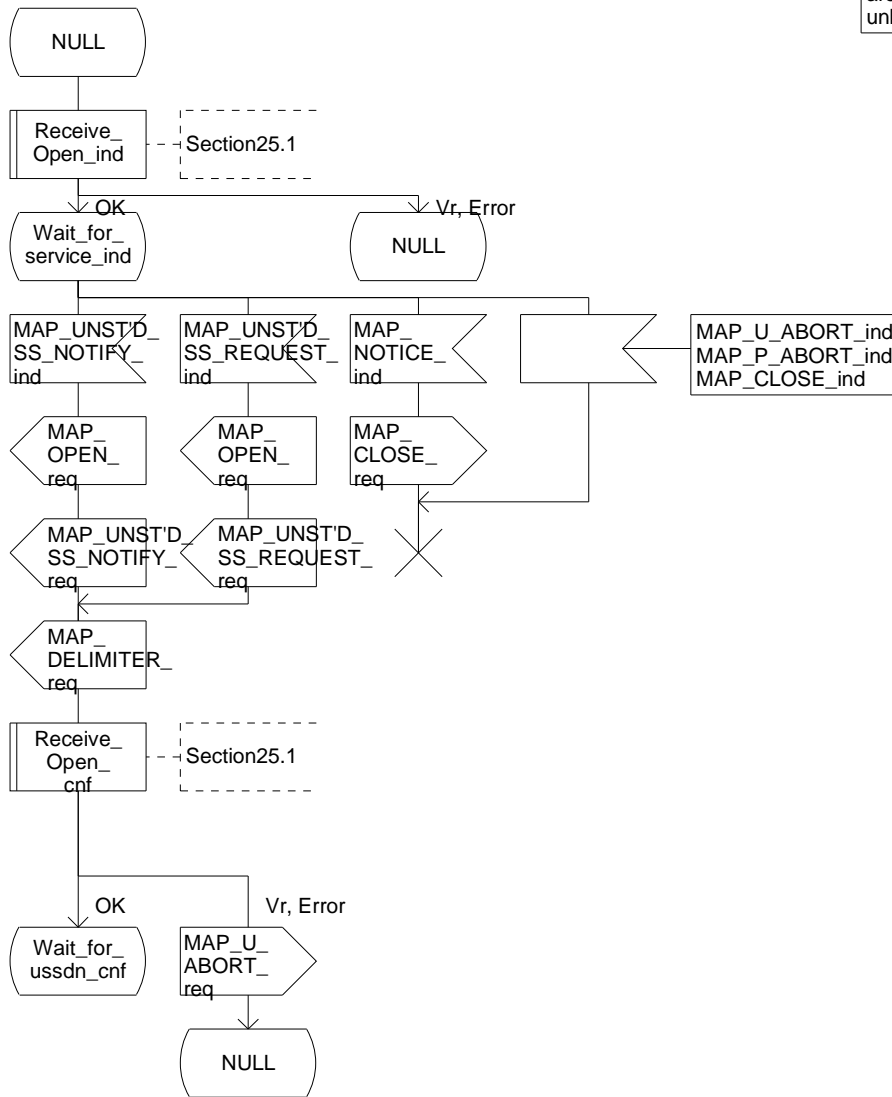 NULL
Receive_
Open_ind
Section25.1
OK
Vr, Error
Wait_for_
service_ind
NULL
MAP_UNST'D_
SS_NOTIFY_
ind
MAP_UNST'D_
SS_REQUEST_
ind
MAP_
NOTICE_
ind
MAP_U_ABORT_ind
MAP_P_ABORT_ind
MAP_CLOSE_ind
MAP_
OPEN_
req
MAP_
OPEN_
req
MAP_
CLOSE_
req
MAP_UNST'D_
SS_NOTIFY_
req
MAP_UNST'D_
SS_REQUEST_
req
MAP_
DELIMITER_
req
Receive_
Open_
cnf
Section25.1
OK
Vr, Error
Wait_for_
ussdn_cnf
MAP_U_
ABORT_
req
NULL